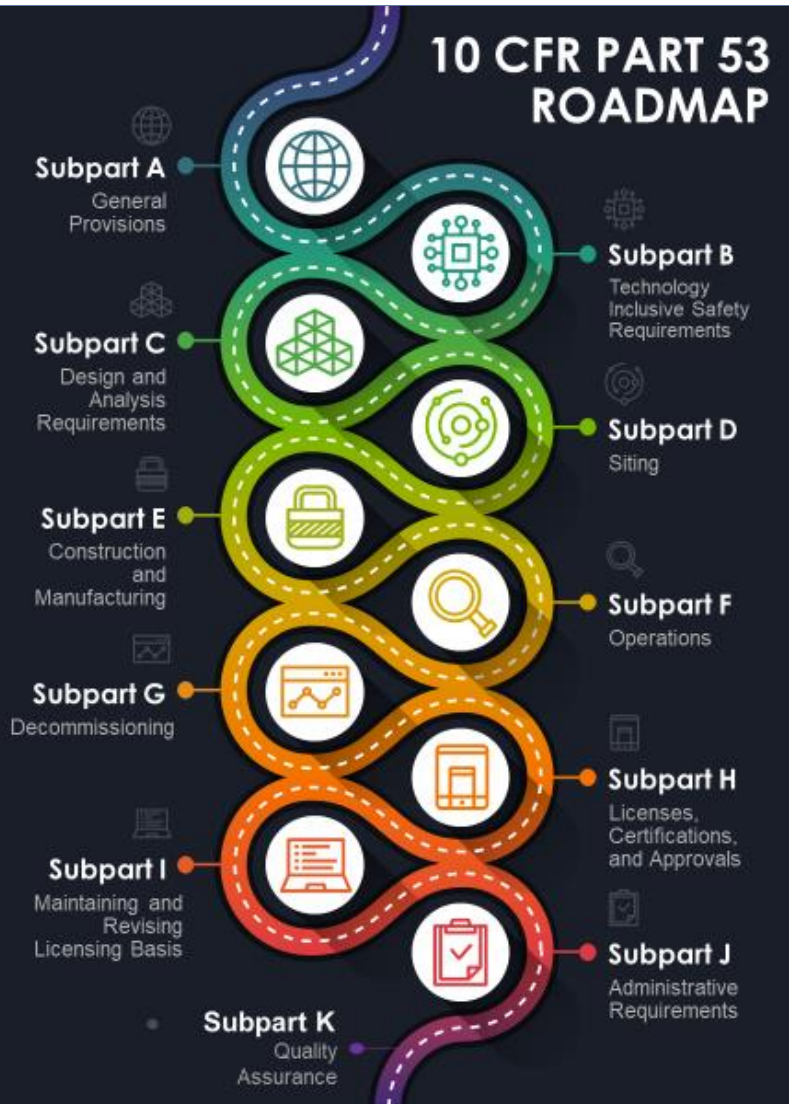 10 CFR PART 53
ROADMAP
Subpart A
General
Provisions
Subpart B
Technology
Inclusive Safety
Requirements
Subpart C
Design and
Analysis
Requirements
Subpart D
Siting
Subpart E
Construction
and
Manufacturing
Subpart F
Operations
Subpart G
Decommissioning
Subpart H
Licenses,
Certifications,
and Approvals
Subpart I
Maintaining and
Revising
Licensing Basis
Subpart J
Administrative
Requirements
Subpart K
Quality
Assurance